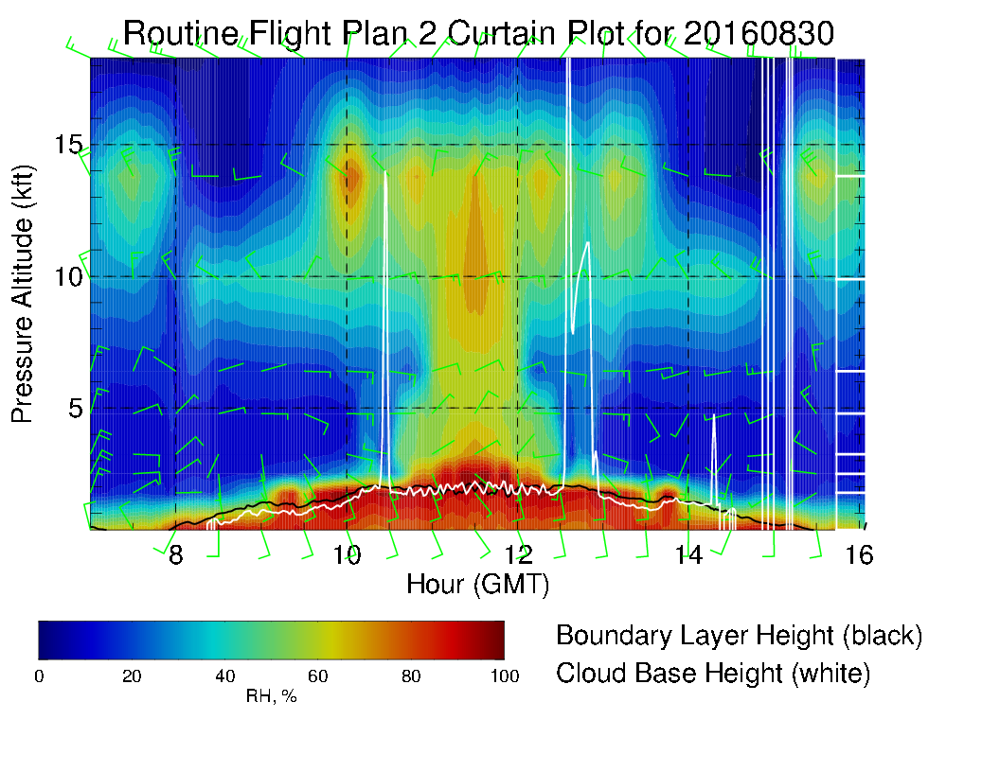 Routine Flight Plan 2 Curtain Plot for 20160830
15
10
5
Pressure Altitude (kft)
8 10 12 14 16
Hour (GMT)
0 20 40 60 80 100
RH, %
Boundary Layer Height (black)
Cloud Base Height (white)